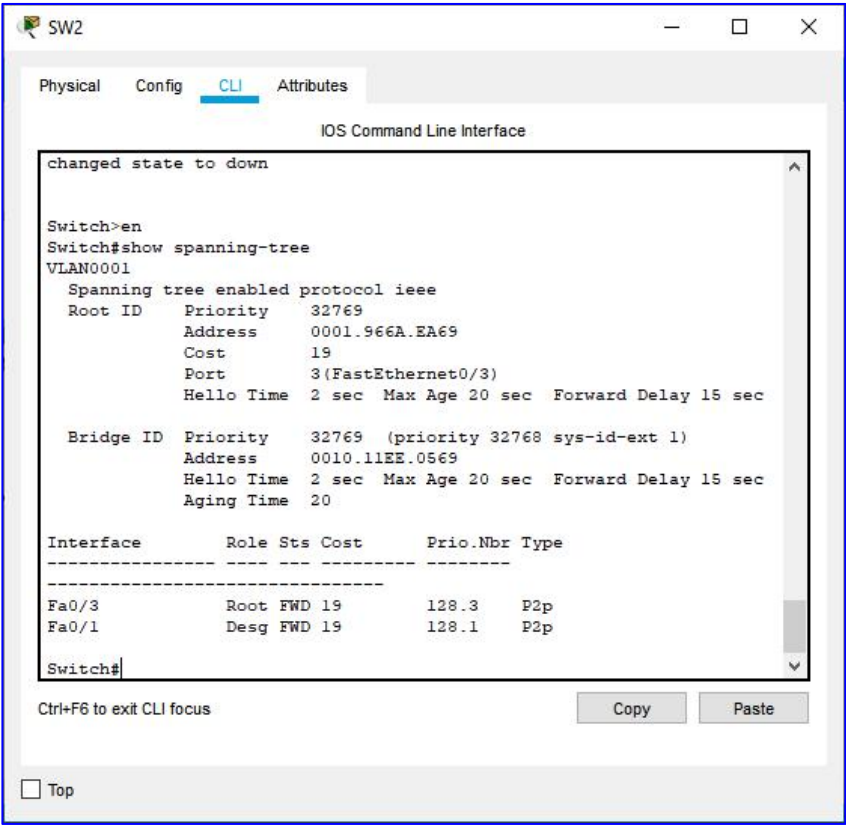 SW2
Physical Config CLI Attributes
IOS Command Line Interface
changed state to down
Switch>en
Switch#show spanning-tree
VLAN0001
  Spanning tree enabled protocol ieee
  Root ID    Priority    32769
             Address     0001.966A.EA69
             Cost        19
             Port        3(FastEthernet0/3)
             Hello Time  2 sec  Max Age 20 sec  Forward Delay 15 sec
  Bridge ID  Priority    32769  (priority 32768 sys-id-ext 1)
             Address     0010.11EE.0569
             Hello Time  2 sec  Max Age 20 sec  Forward Delay 15 sec
             Aging Time  20
Interface        Role Sts Cost      Prio.Nbr Type
---------------- ---- --- --------- --------
--------------------------------
Fa0/3            Root FWD 19        128.3    P2p
Fa0/1            Desg FWD 19        128.1    P2p
Switch#
Ctrl+F6 to exit CLI focus
Copy Paste
Top